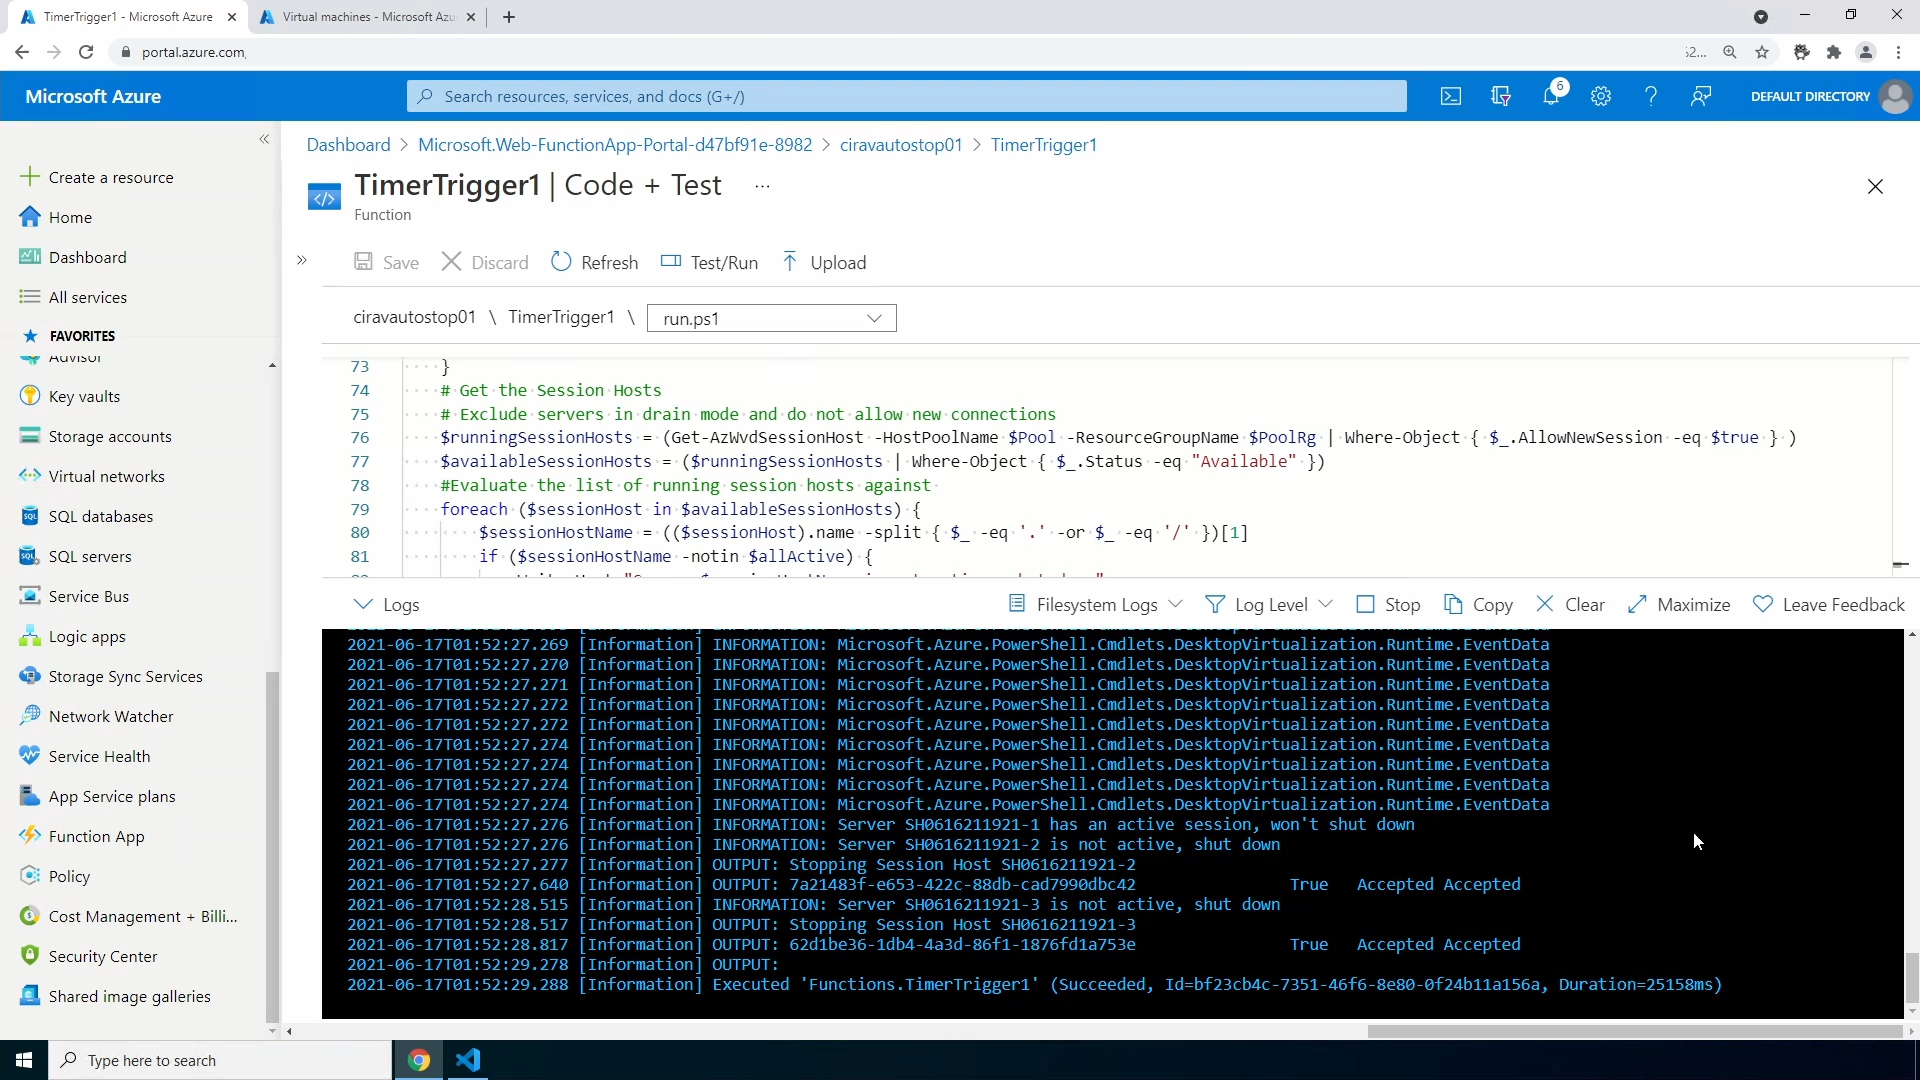 TimerTrigger1 - Microsoft Azure
Virtual machines - Microsoft Azu
portal.azure.com
Microsoft Azure
Search resources, services, and docs (G+/)
6
DEFAULT DIRECTORY
Dashboard > Microsoft.Web-FunctionApp-Portal-d47bf91e-8982 > ciravautostop01 > TimerTrigger1
TimerTrigger1 | Code + Test ...
Function
Create a resource
Home
Dashboard
All services
FAVORITES
Advisor
Key vaults
Storage accounts
Virtual networks
SQL databases
SQL servers
Service Bus
Logic apps
Storage Sync Services
Network Watcher
Service Health
App Service plans
Function App
Policy
Cost Management + Billi...
Security Center
Shared image galleries
Save Discard Refresh Test/Run Upload
ciravautostop01 \ TimerTrigger1 \ run.ps1
73 }
74 # Get the Session Hosts
75 # Exclude servers in drain mode and do not allow new connections
76 $runningSessionHosts = (Get-AzWvdSessionHost -HostPoolName $Pool -ResourceGroupName $PoolRg | Where-Object { $_.AllowNewSession -eq $true } )
77 $availableSessionHosts = ($runningSessionHosts | Where-Object { $_.Status -eq "Available" })
78 #Evaluate the list of running session hosts against
79 foreach ($sessionHost in $availableSessionHosts) {
80 $sessionHostName = (($sessionHost).name -split { $_ -eq '.' -or $_ -eq '/' })[1]
81 if ($sessionHostName -notin $allActive) {
Logs
Filesystem Logs Log Level Stop Copy Clear Maximize Leave Feedback
2021-06-17T01:52:27.269 [Information] INFORMATION: Microsoft.Azure.PowerShell.Cmdlets.DesktopVirtualization.Runtime.EventData
2021-06-17T01:52:27.270 [Information] INFORMATION: Microsoft.Azure.PowerShell.Cmdlets.DesktopVirtualization.Runtime.EventData
2021-06-17T01:52:27.271 [Information] INFORMATION: Microsoft.Azure.PowerShell.Cmdlets.DesktopVirtualization.Runtime.EventData
2021-06-17T01:52:27.272 [Information] INFORMATION: Microsoft.Azure.PowerShell.Cmdlets.DesktopVirtualization.Runtime.EventData
2021-06-17T01:52:27.272 [Information] INFORMATION: Microsoft.Azure.PowerShell.Cmdlets.DesktopVirtualization.Runtime.EventData
2021-06-17T01:52:27.274 [Information] INFORMATION: Microsoft.Azure.PowerShell.Cmdlets.DesktopVirtualization.Runtime.EventData
2021-06-17T01:52:27.274 [Information] INFORMATION: Microsoft.Azure.PowerShell.Cmdlets.DesktopVirtualization.Runtime.EventData
2021-06-17T01:52:27.274 [Information] INFORMATION: Microsoft.Azure.PowerShell.Cmdlets.DesktopVirtualization.Runtime.EventData
2021-06-17T01:52:27.274 [Information] INFORMATION: Microsoft.Azure.PowerShell.Cmdlets.DesktopVirtualization.Runtime.EventData
2021-06-17T01:52:27.276 [Information] INFORMATION: Server SH0616211921-1 has an active session, won't shut down
2021-06-17T01:52:27.276 [Information] INFORMATION: Server SH0616211921-2 is not active, shut down
2021-06-17T01:52:27.277 [Information] OUTPUT: Stopping Session Host SH0616211921-2
2021-06-17T01:52:27.640 [Information] OUTPUT: 7a21483f-e653-422c-88db-cad7990dbc42 True Accepted Accepted
2021-06-17T01:52:28.515 [Information] INFORMATION: Server SH0616211921-3 is not active, shut down
2021-06-17T01:52:28.517 [Information] OUTPUT: Stopping Session Host SH0616211921-3
2021-06-17T01:52:28.817 [Information] OUTPUT: 62d1be36-1db4-4a3d-86f1-1876fd1a753e True Accepted Accepted
2021-06-17T01:52:29.278 [Information] OUTPUT:
2021-06-17T01:52:29.288 [Information] Executed 'Functions.TimerTrigger1' (Succeeded, Id=bf23cb4c-7351-46f6-8e80-0f24b11a156a, Duration=25158ms)
Type here to search